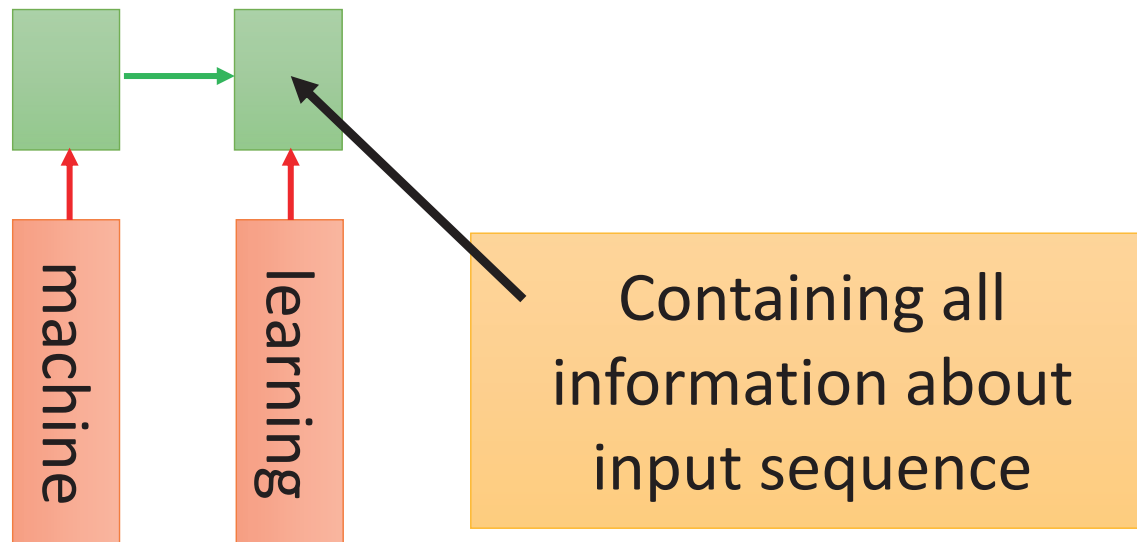 machine
learning
Containing all
information about
input sequence